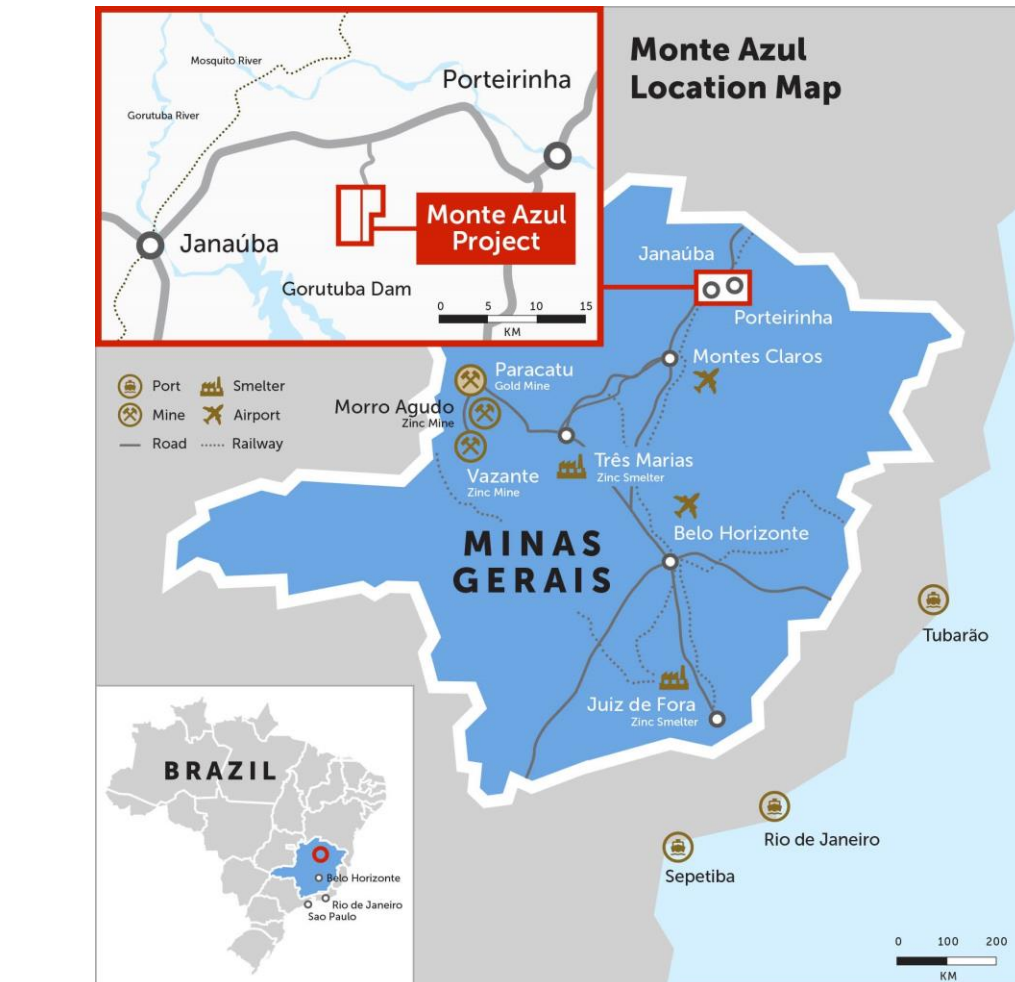 Monte Azul
Location Map
Mosquito River
Porteirinha
Gorutuba River
Monte Azul
Project
Janaúba
Gorutuba Dam
0 5 10 15
KM
Janaúba
Porteirinha
Montes Claros
Port
Smelter
Mine
Airport
Road
Railway
Paracatu
Gold Mine
Morro Agudo
Zinc Mine
Vazante
Zinc Mine
Três Marias
Zinc Smelter
MINAS
GERAIS
Belo Horizonte
Tubarão
Juiz de Fora
Zinc Smelter
Rio de Janeiro
Sepetiba
BRAZIL
Belo Horizonte
Rio de Janeiro
Sao Paulo
0 100 200
KM